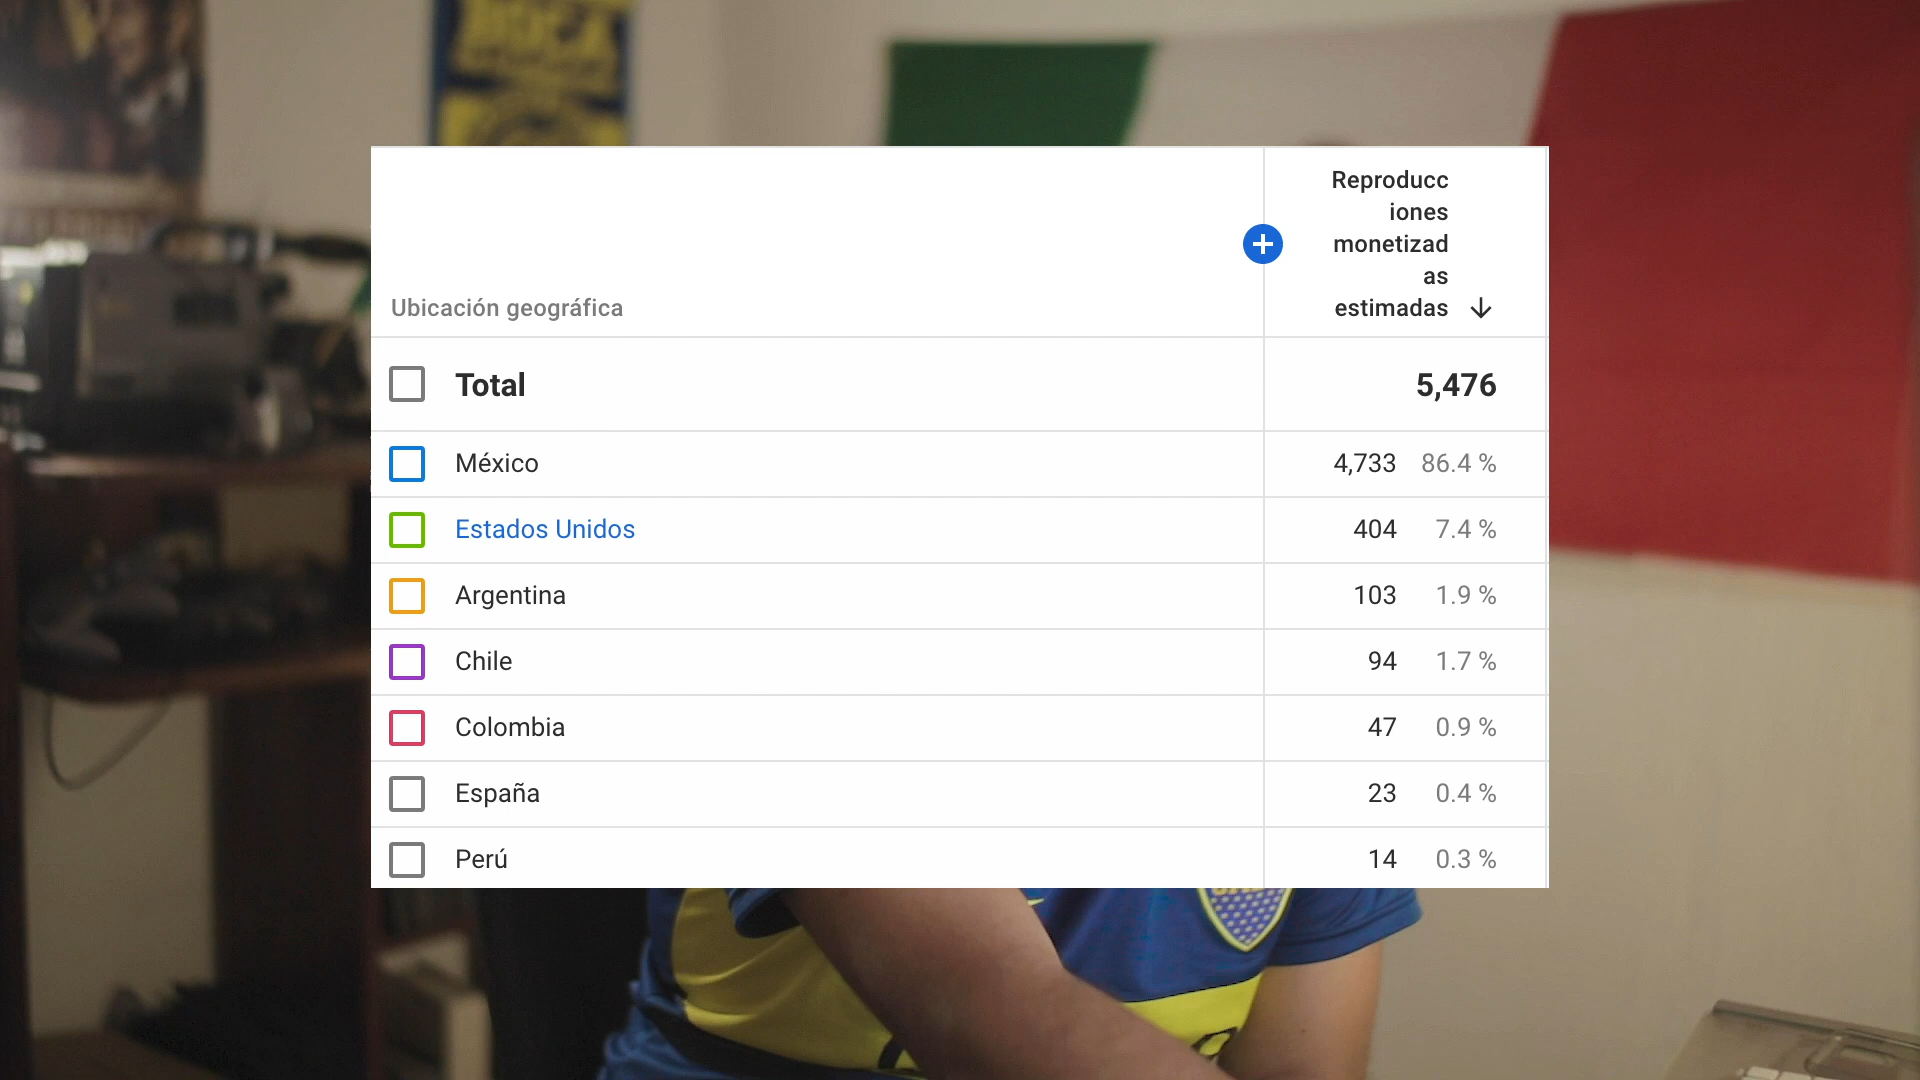 BOCA
Reproducc
iones
monetizad
as
estimadas
Ubicación geográfica
Total 5,476
México 4,733 86.4 %
Estados Unidos 404 7.4 %
Argentina 103 1.9 %
Chile 94 1.7 %
Colombia 47 0.9 %
España 23 0.4 %
Perú 14 0.3 %